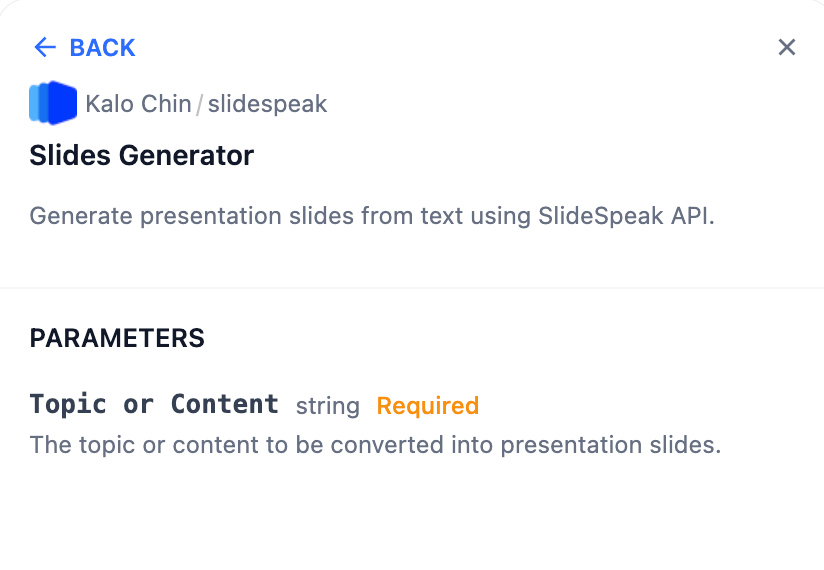 BACK
Kalo Chin / slidespeak
Slides Generator
Generate presentation slides from text using SlideSpeak API.
PARAMETERS
Topic or Content string Required
The topic or content to be converted into presentation slides.